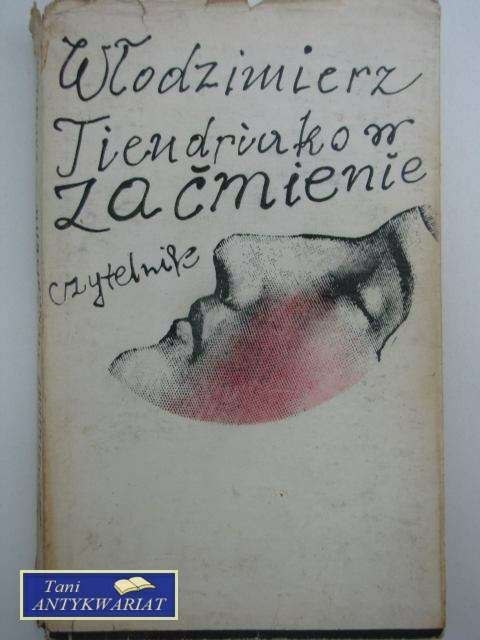 Włodzimierz
Tiendriakow
zaćmienie
czytelnik
Tani
ANTYKWARIAT